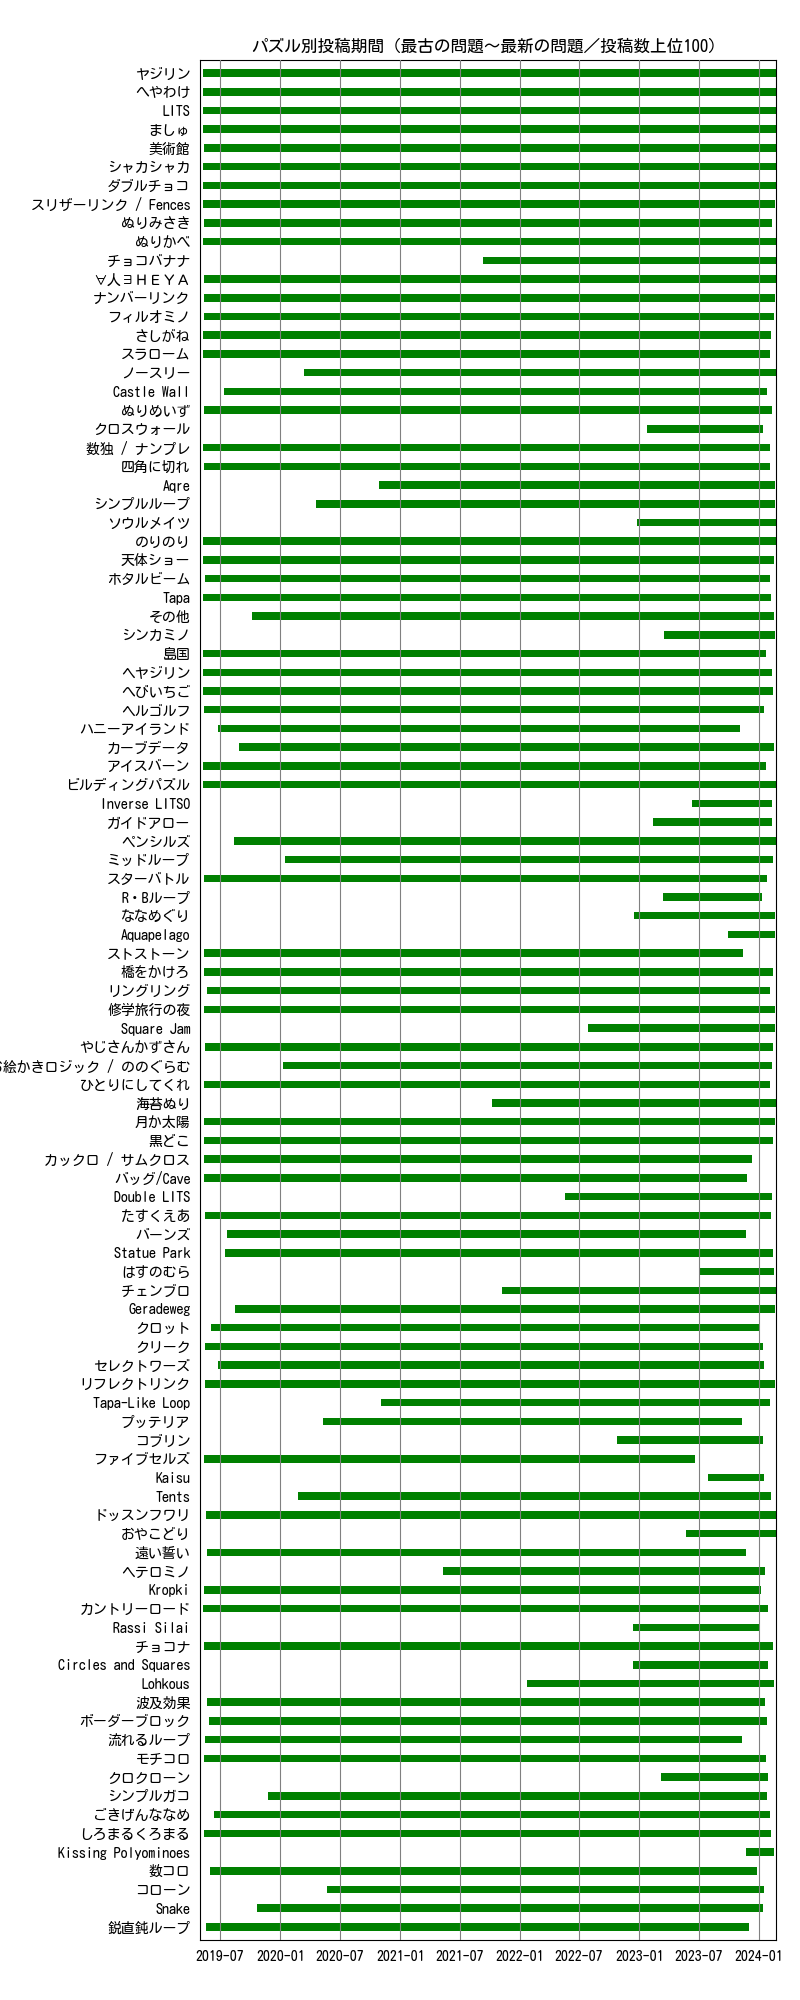 パズル別投稿期間（最古の問題～最新の問題／投稿数上位100）
ヤジリン
へやわけ
LITS
ましゅ
美術館
シャカシャカ
ダブルチョコ
スリザーリンク / Fences
ぬりみさき
ぬりかべ
チョコバナナ
∀人∃ＨＥＹＡ
ナンバーリンク
フィルオミノ
さしがね
スラローム
ノースリー
Castle Wall
ぬりめいず
クロスウォール
数独 / ナンプレ
四角に切れ
Aqre
シンプルループ
ソウルメイツ
のりのり
天体ショー
ホタルビーム
Tapa
その他
シンカミノ
島国
ヘヤジリン
へびいちご
ヘルゴルフ
ハニーアイランド
カーブデータ
アイスバーン
ビルディングパズル
Inverse LITSO
ガイドアロー
ペンシルズ
ミッドループ
スターバトル
R・Bループ
ななめぐり
Aquapelago
ストストーン
橋をかけろ
リングリング
修学旅行の夜
Square Jam
やじさんかずさん
絵かきロジック / ののぐらむ
ひとりにしてくれ
海苔ぬり
月か太陽
黒どこ
カックロ / サムクロス
バッグ/Cave
Double LITS
たすくえあ
バーンズ
Statue Park
はすのむら
チェンブロ
Geradeweg
クロット
クリーク
セレクトワーズ
リフレクトリンク
Tapa-Like Loop
プッテリア
コブリン
ファイブセルズ
Kaisu
Tents
ドッスンフワリ
おやこどり
遠い誓い
ヘテロミノ
Kropki
カントリーロード
Rassi Silai
チョコナ
Circles and Squares
Lohkous
波及効果
ボーダーブロック
流れるループ
モチコロ
クロクローン
シンプルガコ
ごきげんななめ
しろまるくろまる
Kissing Polyominoes
数コロ
コローン
Snake
鋭直鈍ループ
2019-07 2020-01 2020-07 2021-01 2021-07 2022-01 2022-07 2023-01 2023-07 2024-01